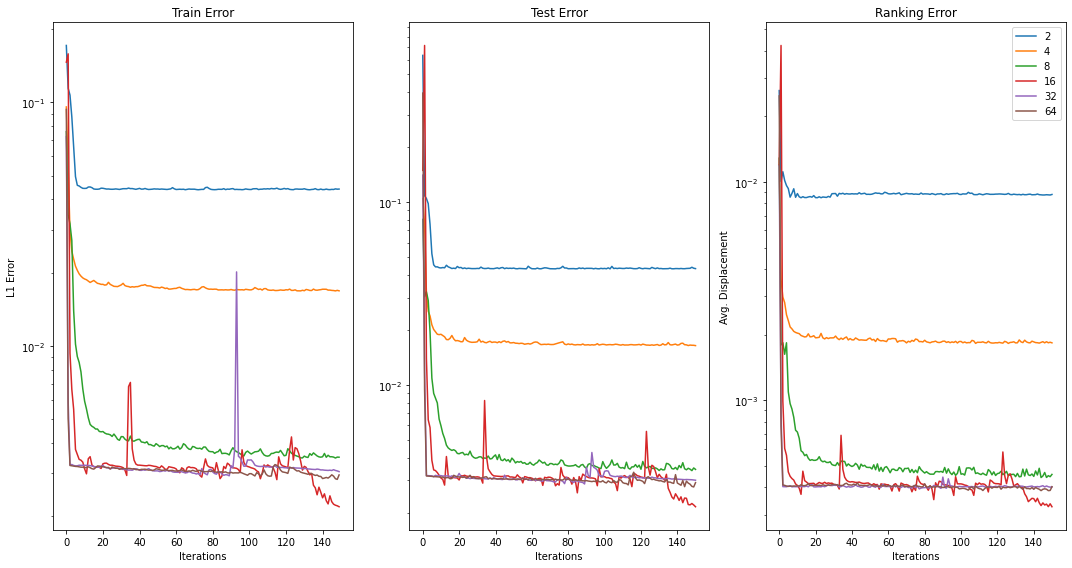 Train Error
Test Error
Ranking Error
L1 Error
10⁻¹
10⁻²
0 20 40 60 80 100 120 140
Iterations
10⁻¹
10⁻²
0 20 40 60 80 100 120 140
Iterations
Avg. Displacement
10⁻²
10⁻³
0 20 40 60 80 100 120 140
Iterations
2
4
8
16
32
64